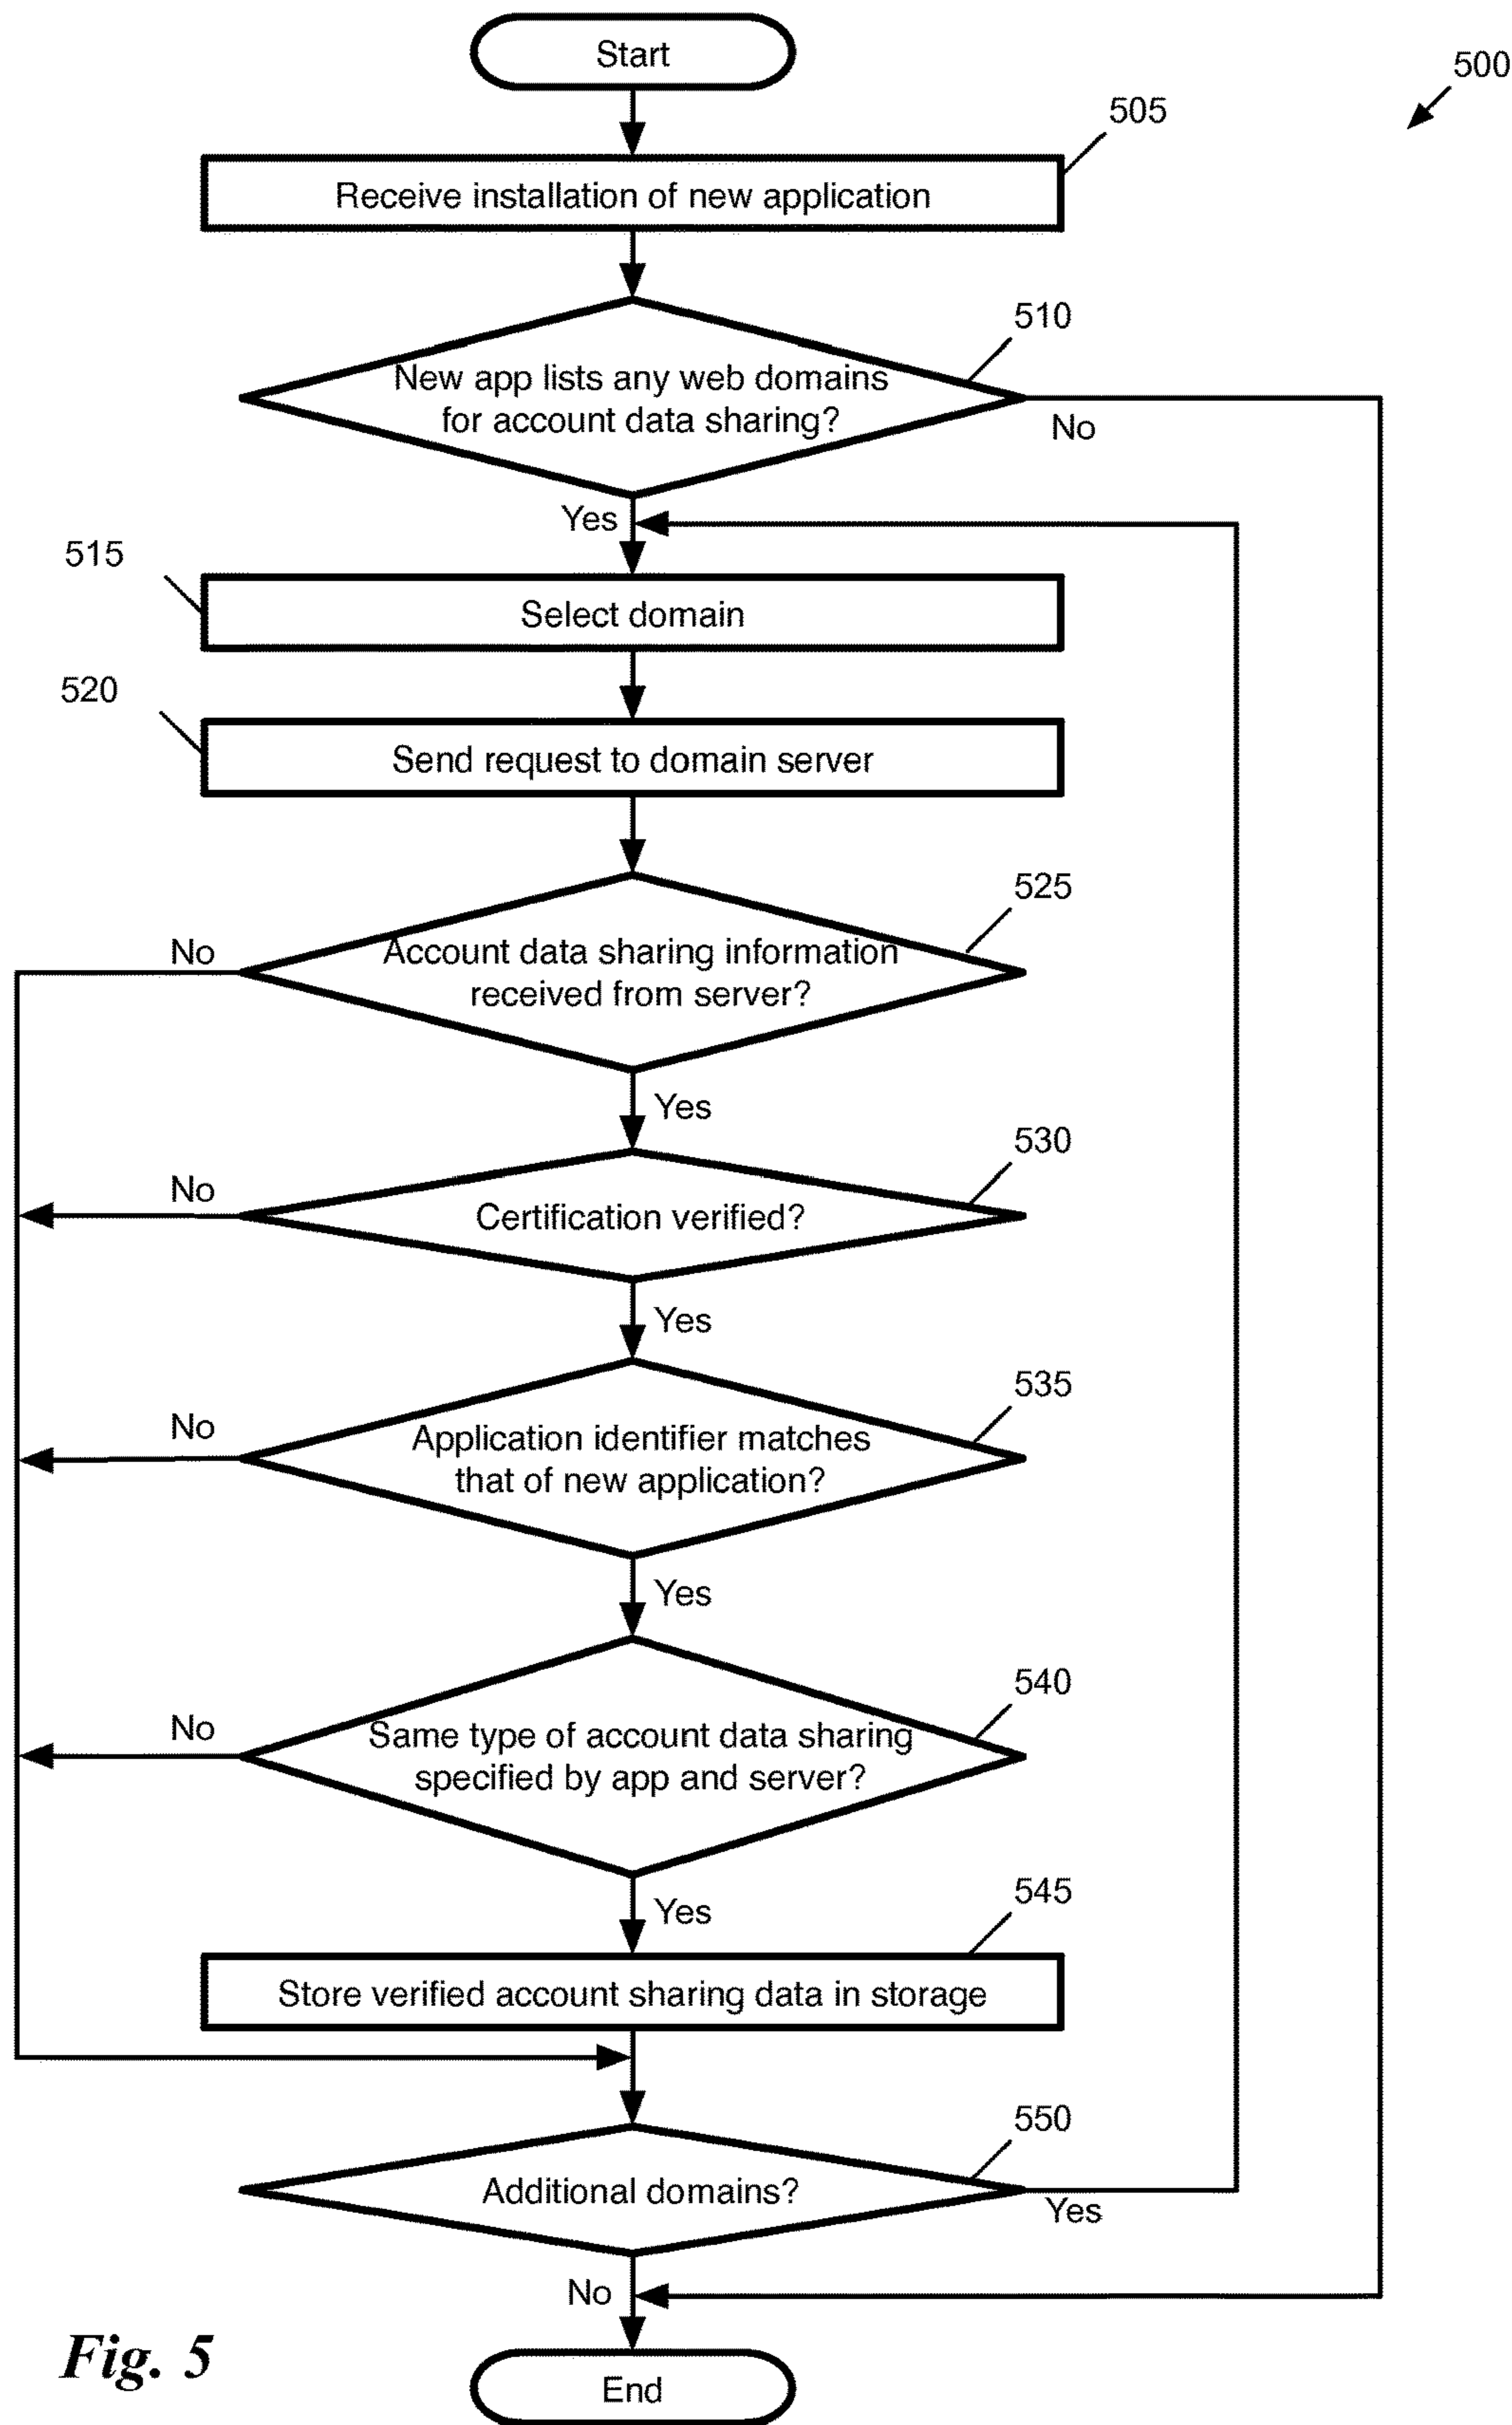 Start
500
505
Receive installation of new application
510
New app lists any web domains
for account data sharing?
No
Yes
515
Select domain
520
Send request to domain server
525
No
Account data sharing information
received from server?
Yes
530
No
Certification verified?
Yes
535
No
Application identifier matches
that of new application?
Yes
540
No
Same type of account data sharing
specified by app and server?
Yes
545
Store verified account sharing data in storage
550
Additional domains?
Yes
No
Fig. 5
End